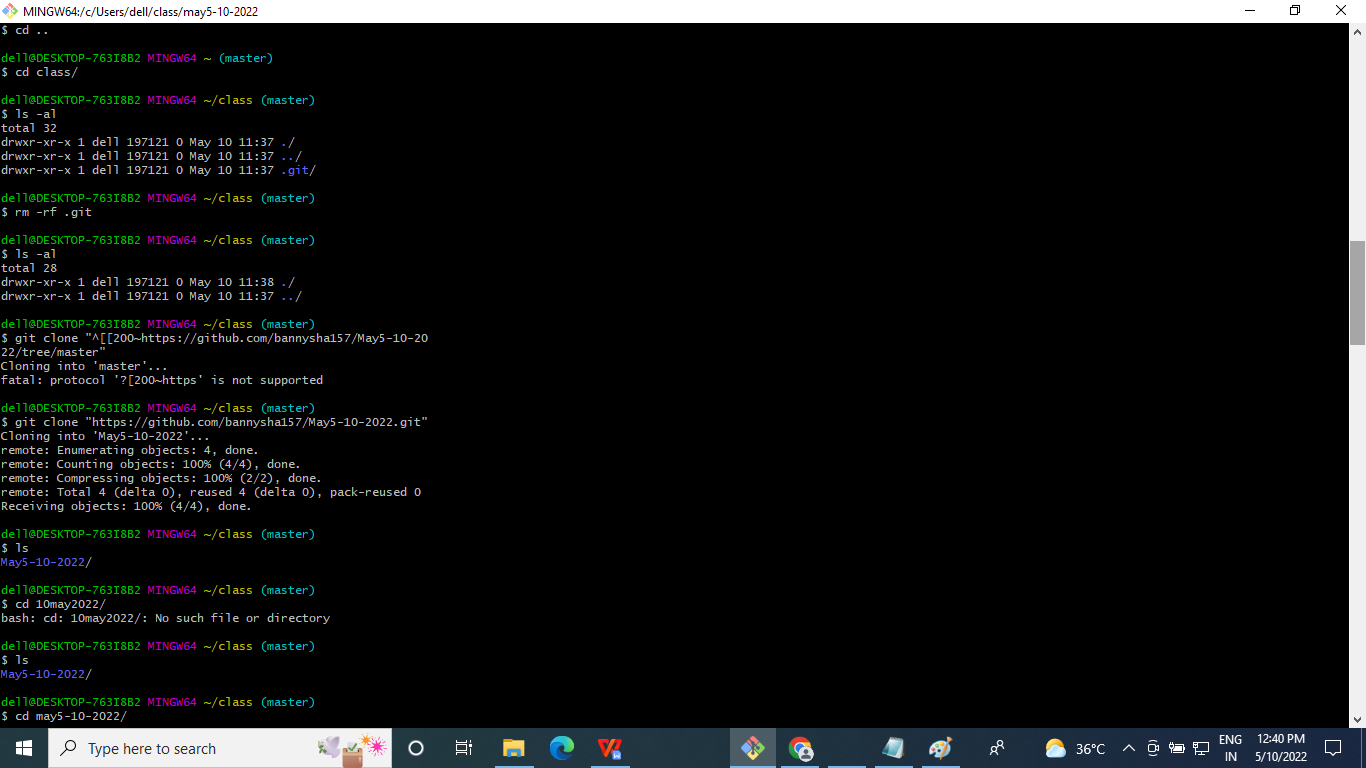 MINGW64:/c/Users/dell/class/may5-10-2022
$ cd ..
dell@DESKTOP-763I8B2 MINGW64 ~ (master)
$ cd class/
dell@DESKTOP-763I8B2 MINGW64 ~/class (master)
$ ls -al
total 32
drwxr-xr-x 1 dell 197121 0 May 10 11:37 ./
drwxr-xr-x 1 dell 197121 0 May 10 11:37 ../
drwxr-xr-x 1 dell 197121 0 May 10 11:37 .git/
dell@DESKTOP-763I8B2 MINGW64 ~/class (master)
$ rm -rf .git
dell@DESKTOP-763I8B2 MINGW64 ~/class (master)
$ ls -al
total 28
drwxr-xr-x 1 dell 197121 0 May 10 11:38 ./
drwxr-xr-x 1 dell 197121 0 May 10 11:37 ../
dell@DESKTOP-763I8B2 MINGW64 ~/class (master)
$ git clone "^[[200~https://github.com/bannysha157/May5-10-20
22/tree/master"
Cloning into 'master'...
fatal: protocol '?[200~https' is not supported
dell@DESKTOP-763I8B2 MINGW64 ~/class (master)
$ git clone "https://github.com/bannysha157/May5-10-2022.git"
Cloning into 'May5-10-2022'...
remote: Enumerating objects: 4, done.
remote: Counting objects: 100% (4/4), done.
remote: Compressing objects: 100% (2/2), done.
remote: Total 4 (delta 0), reused 4 (delta 0), pack-reused 0
Receiving objects: 100% (4/4), done.
dell@DESKTOP-763I8B2 MINGW64 ~/class (master)
$ ls
May5-10-2022/
dell@DESKTOP-763I8B2 MINGW64 ~/class (master)
$ cd 10may2022/
bash: cd: 10may2022/: No such file or directory
dell@DESKTOP-763I8B2 MINGW64 ~/class (master)
$ ls
May5-10-2022/
dell@DESKTOP-763I8B2 MINGW64 ~/class (master)
$ cd may5-10-2022/
Type here to search
36°C
ENG
IN
12:40 PM
5/10/2022